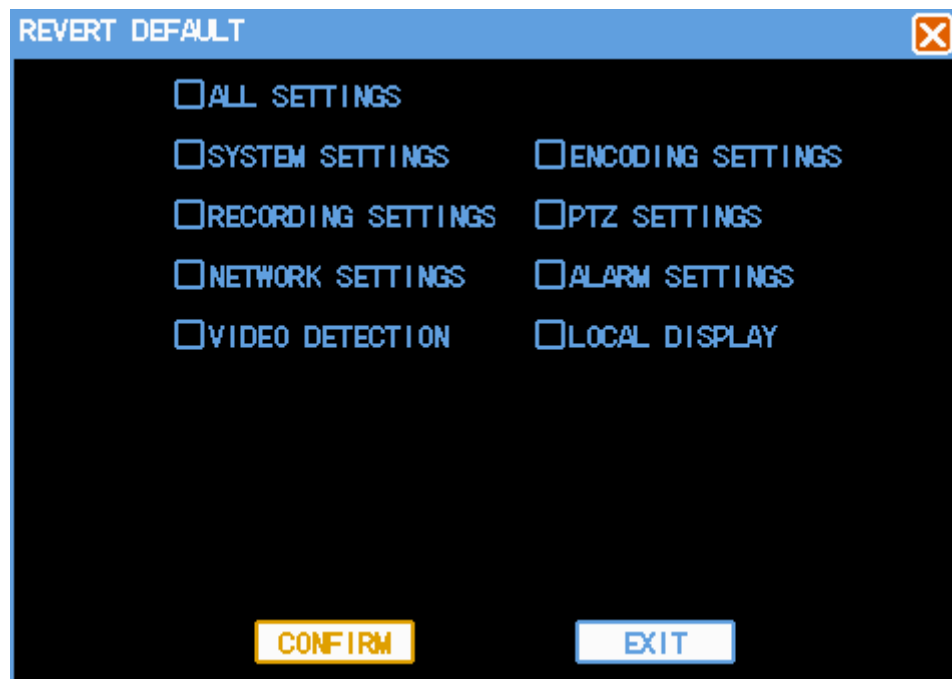 REVERT DEFAULT
ALL SETTINGS
SYSTEM SETTINGS ENCODING SETTINGS
RECORDING SETTINGS PTZ SETTINGS
NETWORK SETTINGS ALARM SETTINGS
VIDEO DETECTION LOCAL DISPLAY
CONFIRM EXIT